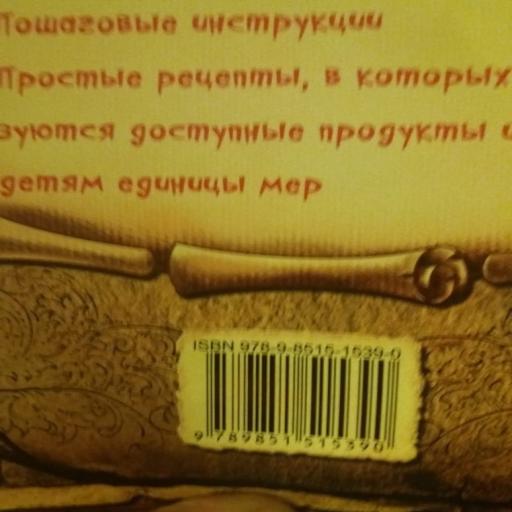 Пошаговые инструкции
Простые рецепты, в которых
зуются доступные продукты и
детям единицы мер
ISBN 978-9-8515-1539-0
9 789851 515390